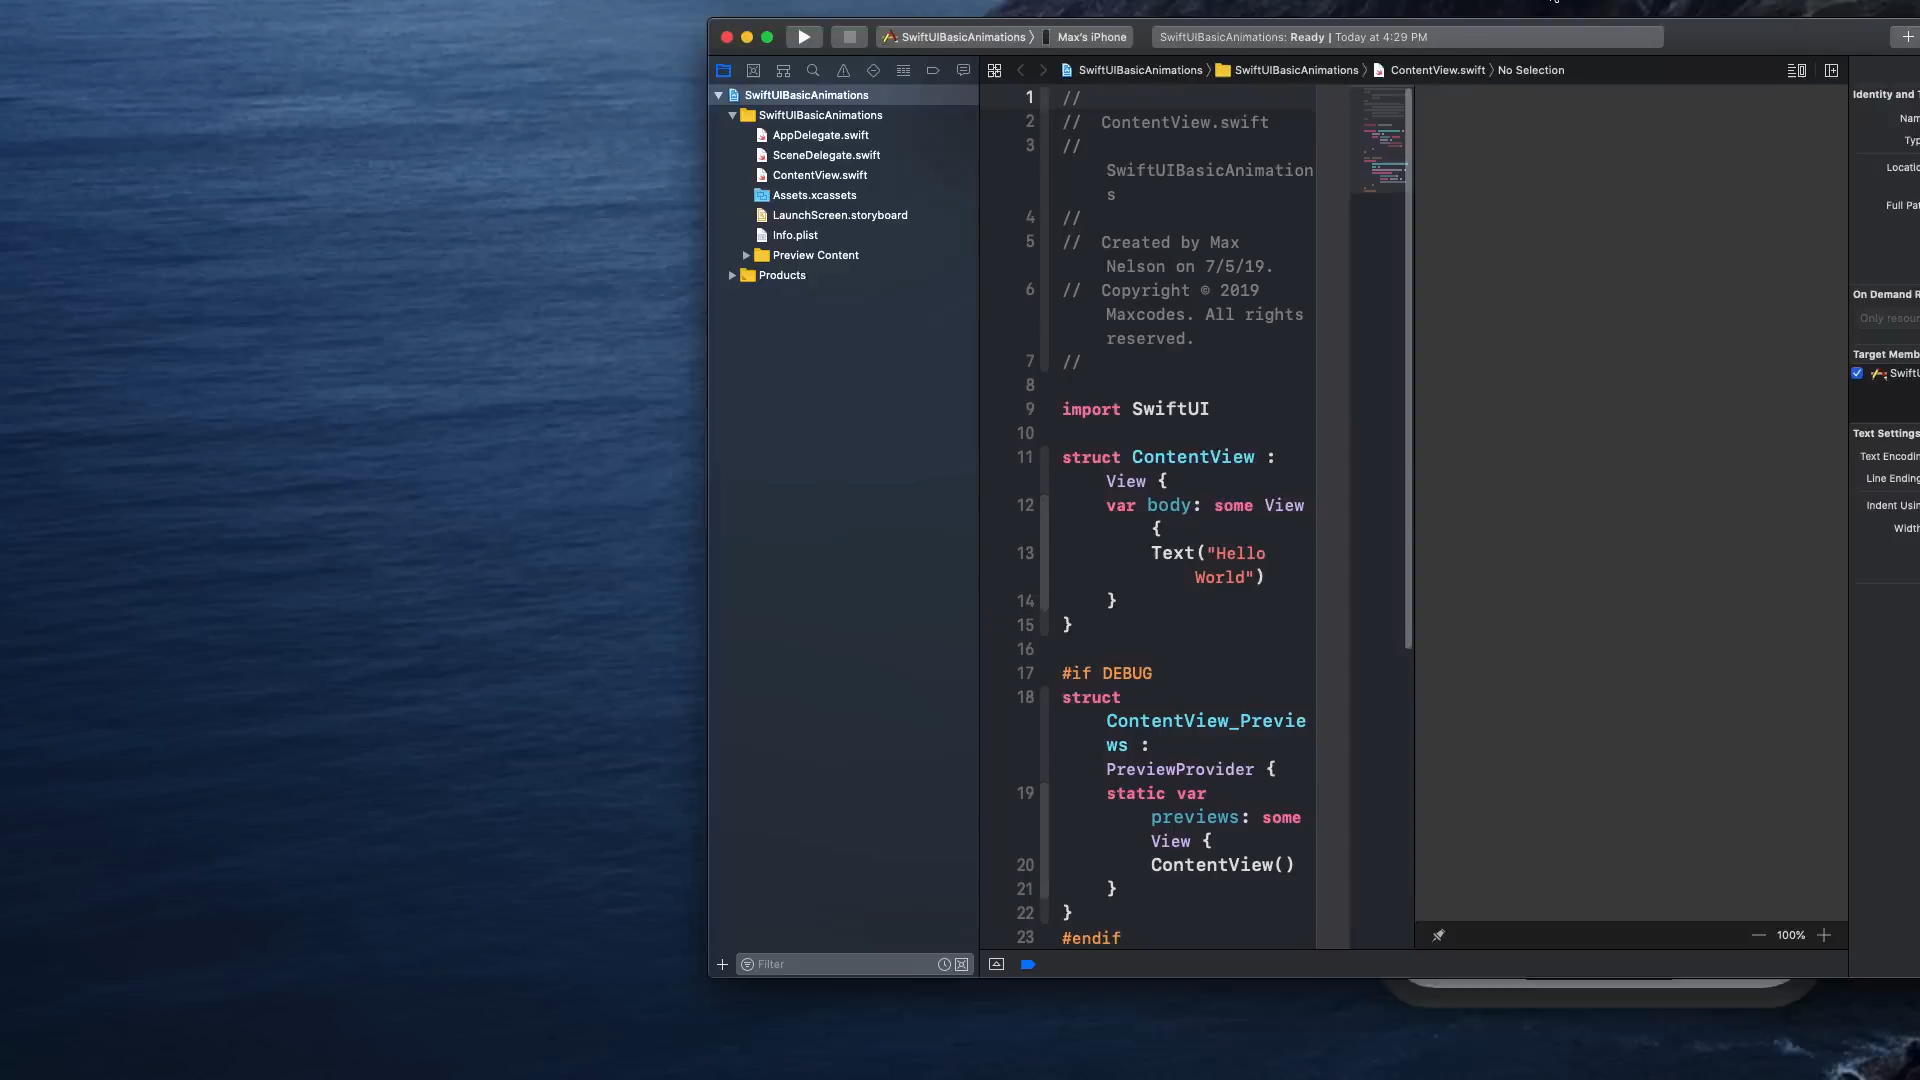 SwiftUIBasicAnimations 〉 Max's iPhone
SwiftUIBasicAnimations: Ready | Today at 4:29 PM
SwiftUIBasicAnimations 〉 SwiftUIBasicAnimations 〉 ContentView.swift 〉 No Selection
SwiftUIBasicAnimations
SwiftUIBasicAnimations
AppDelegate.swift
SceneDelegate.swift
ContentView.swift
Assets.xcassets
LaunchScreen.storyboard
Info.plist
Preview Content
Products
Filter
1 //
2 //  ContentView.swift
3 //
SwiftUIBasicAnimation
s
4 //
5 //  Created by Max
Nelson on 7/5/19.
6 //  Copyright © 2019
Maxcodes. All rights
reserved.
7 //
8
9 import SwiftUI
10
11 struct ContentView :
View {
12 var body: some View
{
13 Text("Hello
World")
14 }
15 }
16
17 #if DEBUG
18 struct
ContentView_Previe
ws :
PreviewProvider {
19 static var
previews: some
View {
20 ContentView()
21 }
22 }
23 #endif
100%
Identity and T
Nam
Typ
Locatio
Full Pat
On Demand R
Only resour
Target Memb
SwiftU
Text Settings
Text Encodin
Line Ending
Indent Usin
Width